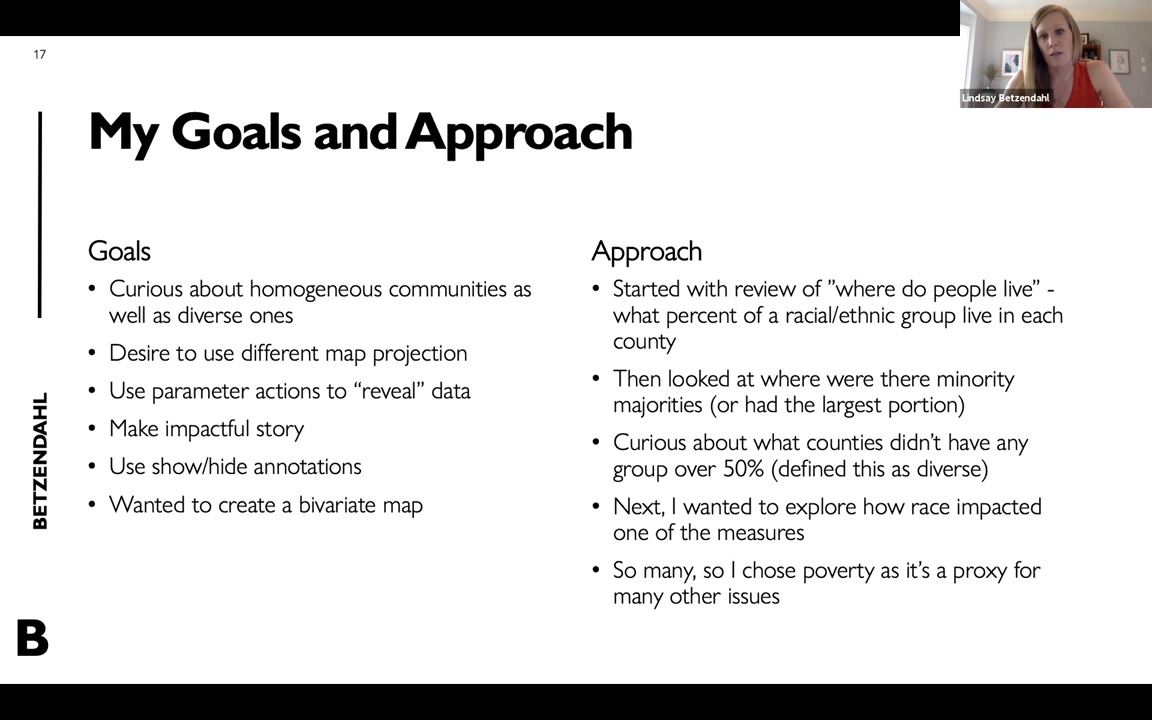 17
Lindsay Betzendahl
My Goals and Approach
Goals
• Curious about homogeneous communities as
well as diverse ones
• Desire to use different map projection
• Use parameter actions to “reveal” data
• Make impactful story
• Use show/hide annotations
• Wanted to create a bivariate map
Approach
• Started with review of ”where do people live” -
what percent of a racial/ethnic group live in each
county
• Then looked at where were there minority
majorities (or had the largest portion)
• Curious about what counties didn’t have any
group over 50% (defined this as diverse)
• Next, I wanted to explore how race impacted
one of the measures
• So many, so I chose poverty as it’s a proxy for
many other issues
BETZENDAHL
B